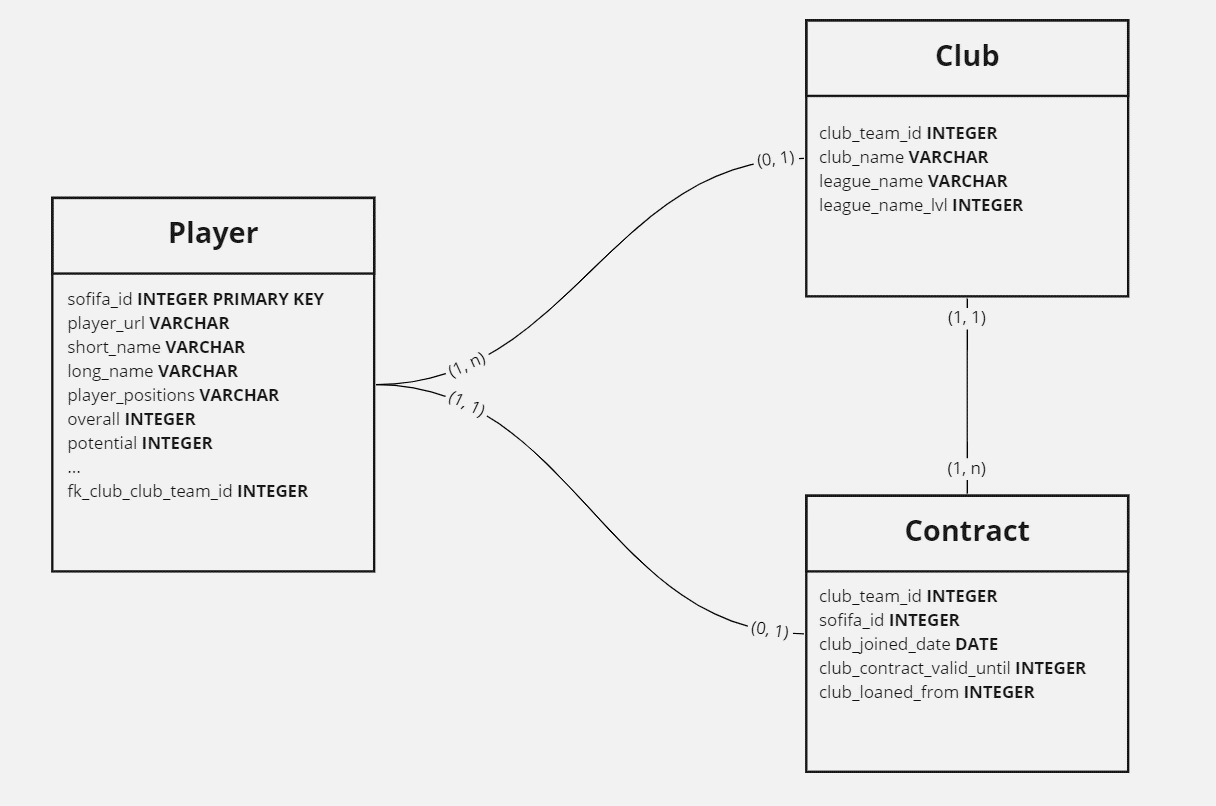 Club
club_team_id INTEGER
club_name VARCHAR
league_name VARCHAR
league_name_lvl INTEGER
(0, 1)
(1, 1)
Player
sofifa_id INTEGER PRIMARY KEY
player_url VARCHAR
short_name VARCHAR
long_name VARCHAR
player_positions VARCHAR
overall INTEGER
potential INTEGER
...
fk_club_club_team_id INTEGER
(1, n)
(1, 1)
(1, n)
(0, 1)
Contract
club_team_id INTEGER
sofifa_id INTEGER
club_joined_date DATE
club_contract_valid_until INTEGER
club_loaned_from INTEGER